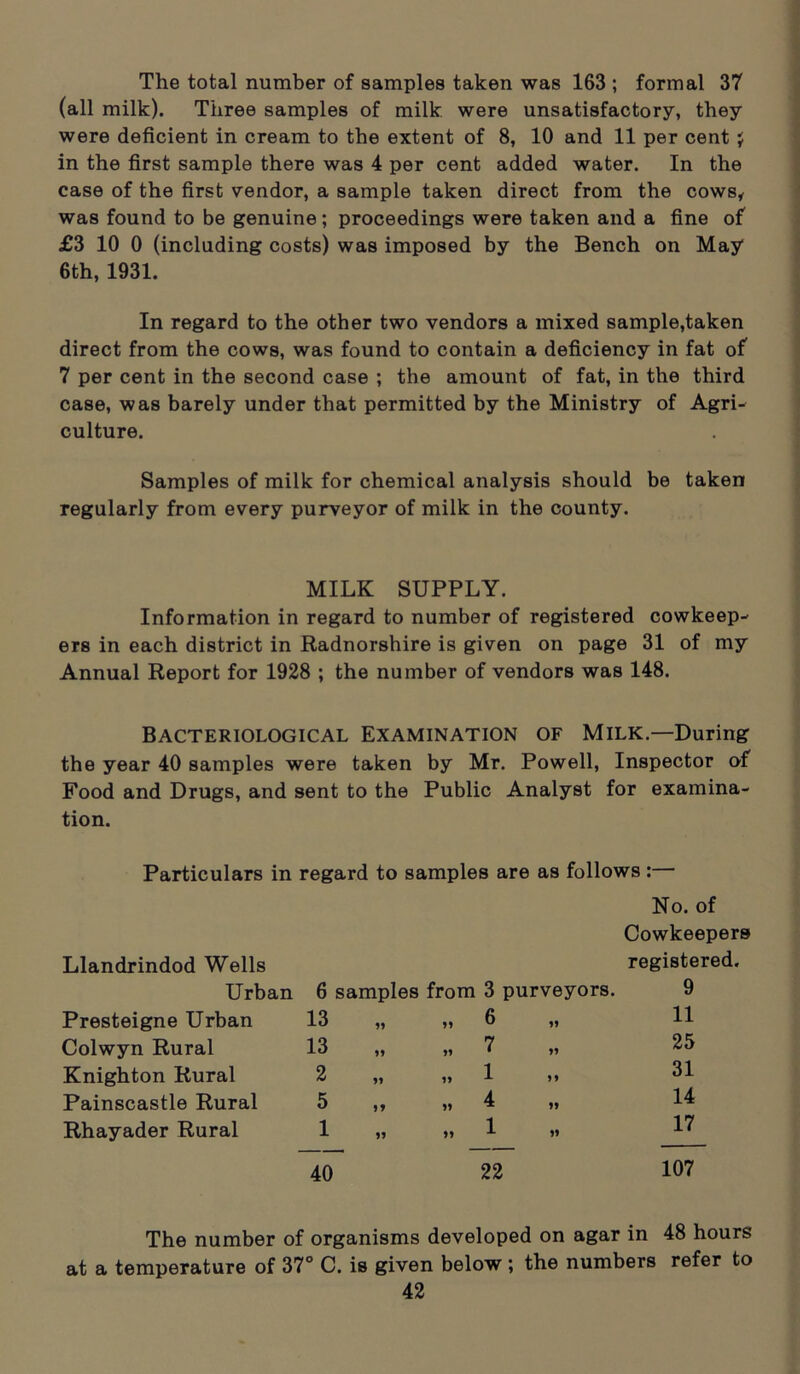 The total number of samples taken was 163 ; formal 37
(all milk). Three samples of milk were unsatisfactory, they
were deficient in cream to the extent of 8, 10 and 11 per cent ;
in the first sample there was 4 per cent added water. In the
case of the first vendor, a sample taken direct from the cows,
was found to be genuine; proceedings were taken and a fine of
£3 10 0 (including costs) was imposed by the Bench on May
6th, 1931.
In regard to the other two vendors a mixed sample,taken
direct from the cows, was found to contain a deficiency in fat of
7 per cent in the second case ; the amount of fat, in the third
case, was barely under that permitted by the Ministry of Agri-
culture.
Samples of milk for chemical analysis should be taken
regularly from every purveyor of milk in the county.
MILK SUPPLY.
Information in regard to number of registered cowkeep-
ers in each district in Radnorshire is given on page 31 of my
Annual Report for 1928 ; the number of vendors was 148.
BACTERIOLOGICAL EXAMINATION OF MILK.—During
the year 40 samples were taken by Mr. Powell, Inspector of
Food and Drugs, and sent to the Public Analyst for examina-
tion.
Particulars in regard to samples are as follows :—
No. of
Cowkeepers
Llandrindod Wells registered.
Urban 6 samples from 3 purveyors. 9
Presteigne Urban 13 „ „ 6 „ 11
Colwyn Rural 13 „ „ 7 „ 25
Knighton Rural 2 „ „ 1 ,, 31
Painscastle Rural 5 ,, „ 4 „ 14
Rhayader Rural 1 „ „ 1 „ 17
40 22 107
The number of organisms developed on agar in 48 hours
at a temperature of 37° C. is given below ; the numbers refer to
42